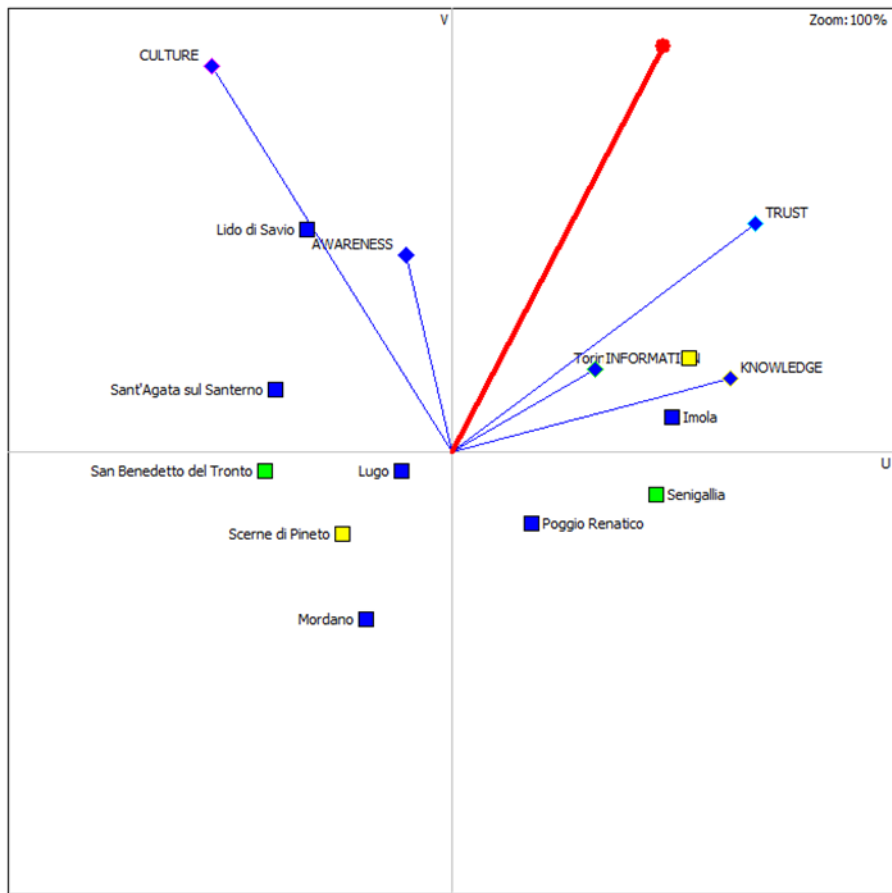 V
Zoom:100%
CULTURE
TRUST
Lido di Savio
AWARENESS
INFORMATION
KNOWLEDGE
Sant'Agata sul Santerno
Imola
U
San Benedetto del Tronto
Lugo
Senigallia
Poggio Renatico
Scerne di Pineto
Mordano